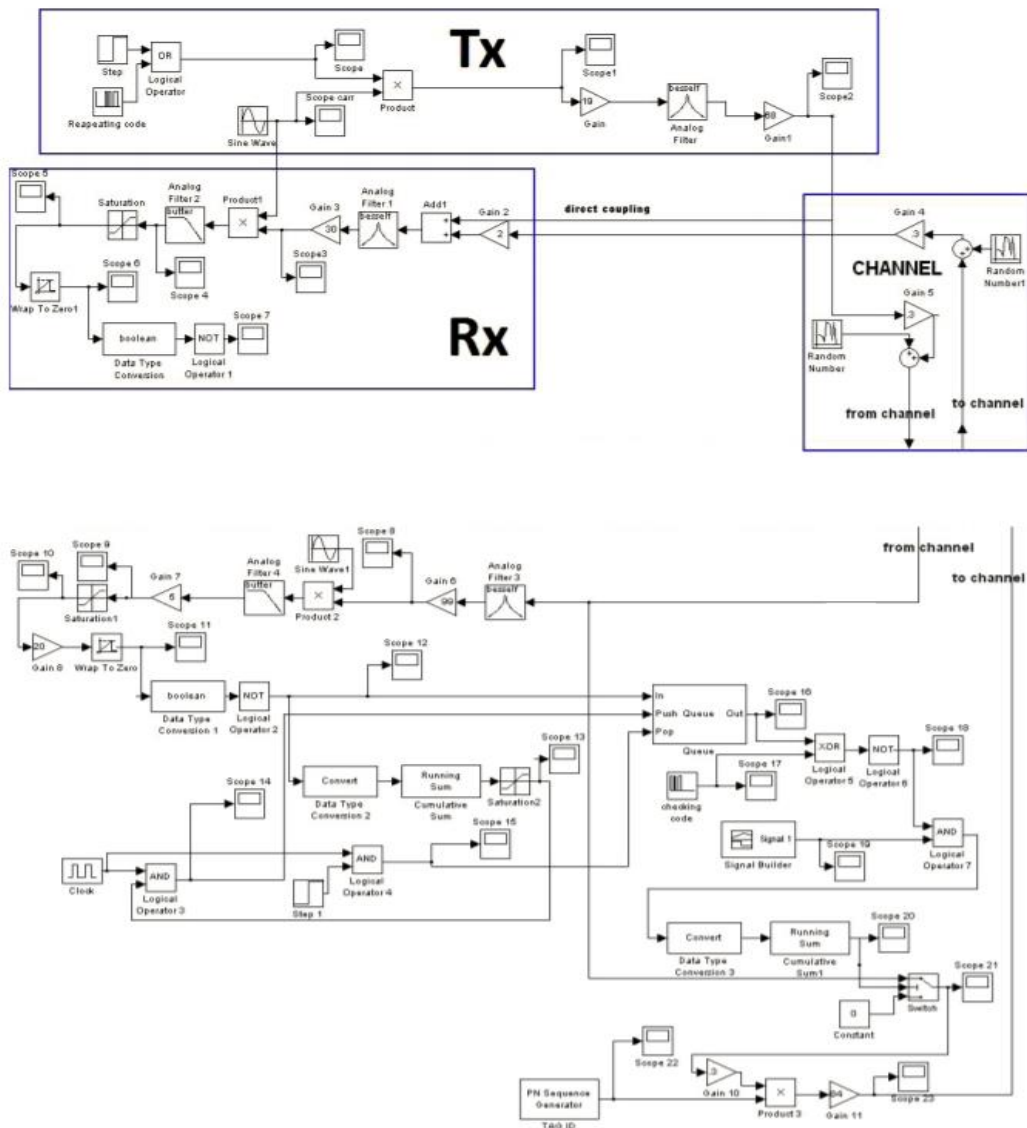 Tx
Step
OR
Logical
Operator
Reapeating code
Scope
Scope carr
Sine Wave
×
Product
Scope1
19
Gain
besself
Analog
Filter
68
Gain1
Scope2
Scope 5
Saturation
Analog
Filter 2
butter
Product1
×
Gain 3
30
Analog
Filter 1
besself
Add1
+
+
Gain 2
2
direct coupling
Scope3
Scope 4
Scope 6
Wrap To Zero1
Scope 7
boolean
Data Type
Conversion
NOT
Logical
Operator 1
Rx
Gain 4
.3
CHANNEL
Random
Number1
Gain 5
.3
Random
Number
from channel
to channel
from channel
to channel
Scope 10
Scope 9
Saturation1
Gain 7
5
Analog
Filter 4
butter
Sine Wave1
×
Product 2
Scope 8
Gain 6
99
Analog
Filter 3
besself
20
Gain 8
Wrap To Zero
Scope 11
boolean
Data Type
Conversion 1
NOT
Logical
Operator 2
Scope 12
In
Push Queue Out
Pop
Queue
Scope 16
XOR
Logical
Operator 5
NOT
Logical
Operator 6
Scope 18
checking
code
Scope 17
Scope 14
Convert
Data Type
Conversion 2
Running
Sum
Cumulative
Sum
Saturation2
Scope 13
Scope 15
Clock
AND
Logical
Operator 3
Step 1
AND
Logical
Operator 4
Signal 1
Signal Builder
Scope 19
AND
Logical
Operator 7
Convert
Data Type
Conversion 3
Running
Sum
Cumulative
Sum1
Scope 20
Scope 21
Switch
0
Constant
Scope 22
PN Sequence
Generator
TAG ID
.3
Gain 10
×
Product 3
64
Gain 11
Scope 23